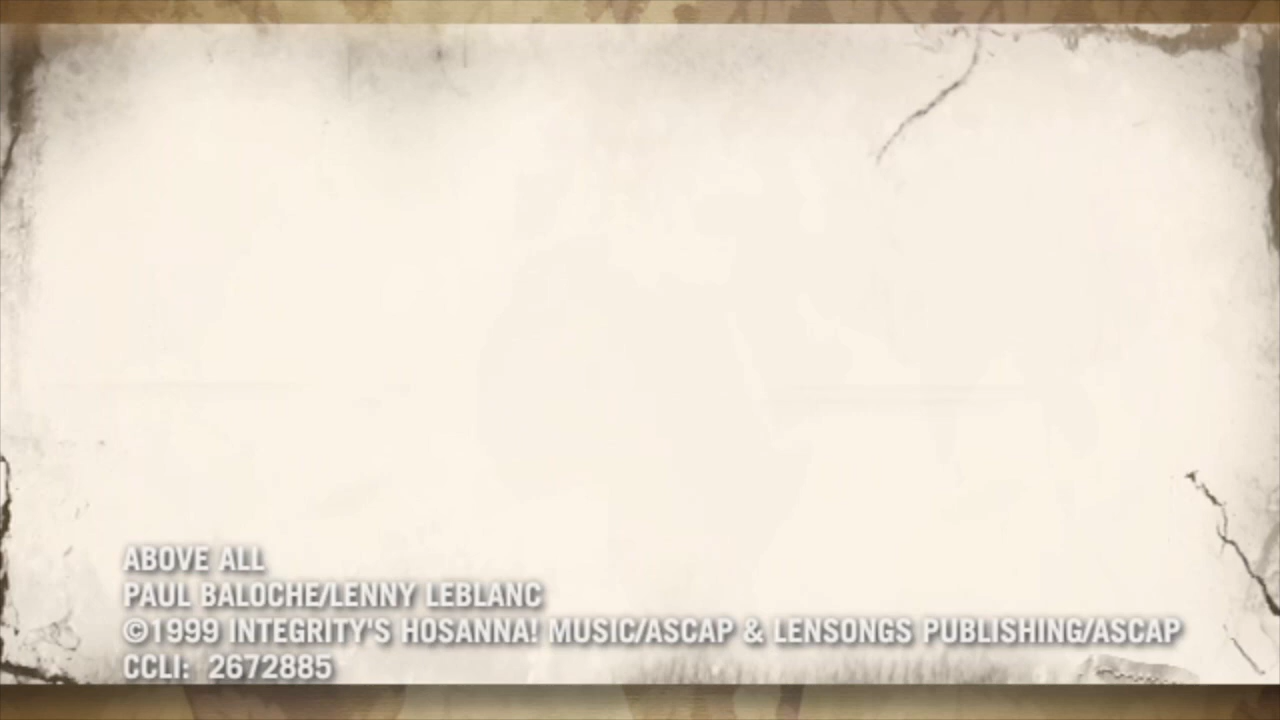 ABOVE ALL
PAUL BALOCHE/LENNY LEBLANC
©1999 INTEGRITY'S HOSANNA! MUSIC/ASCAP & LENSONGS PUBLISHING/ASCAP
CCLI: 2672885